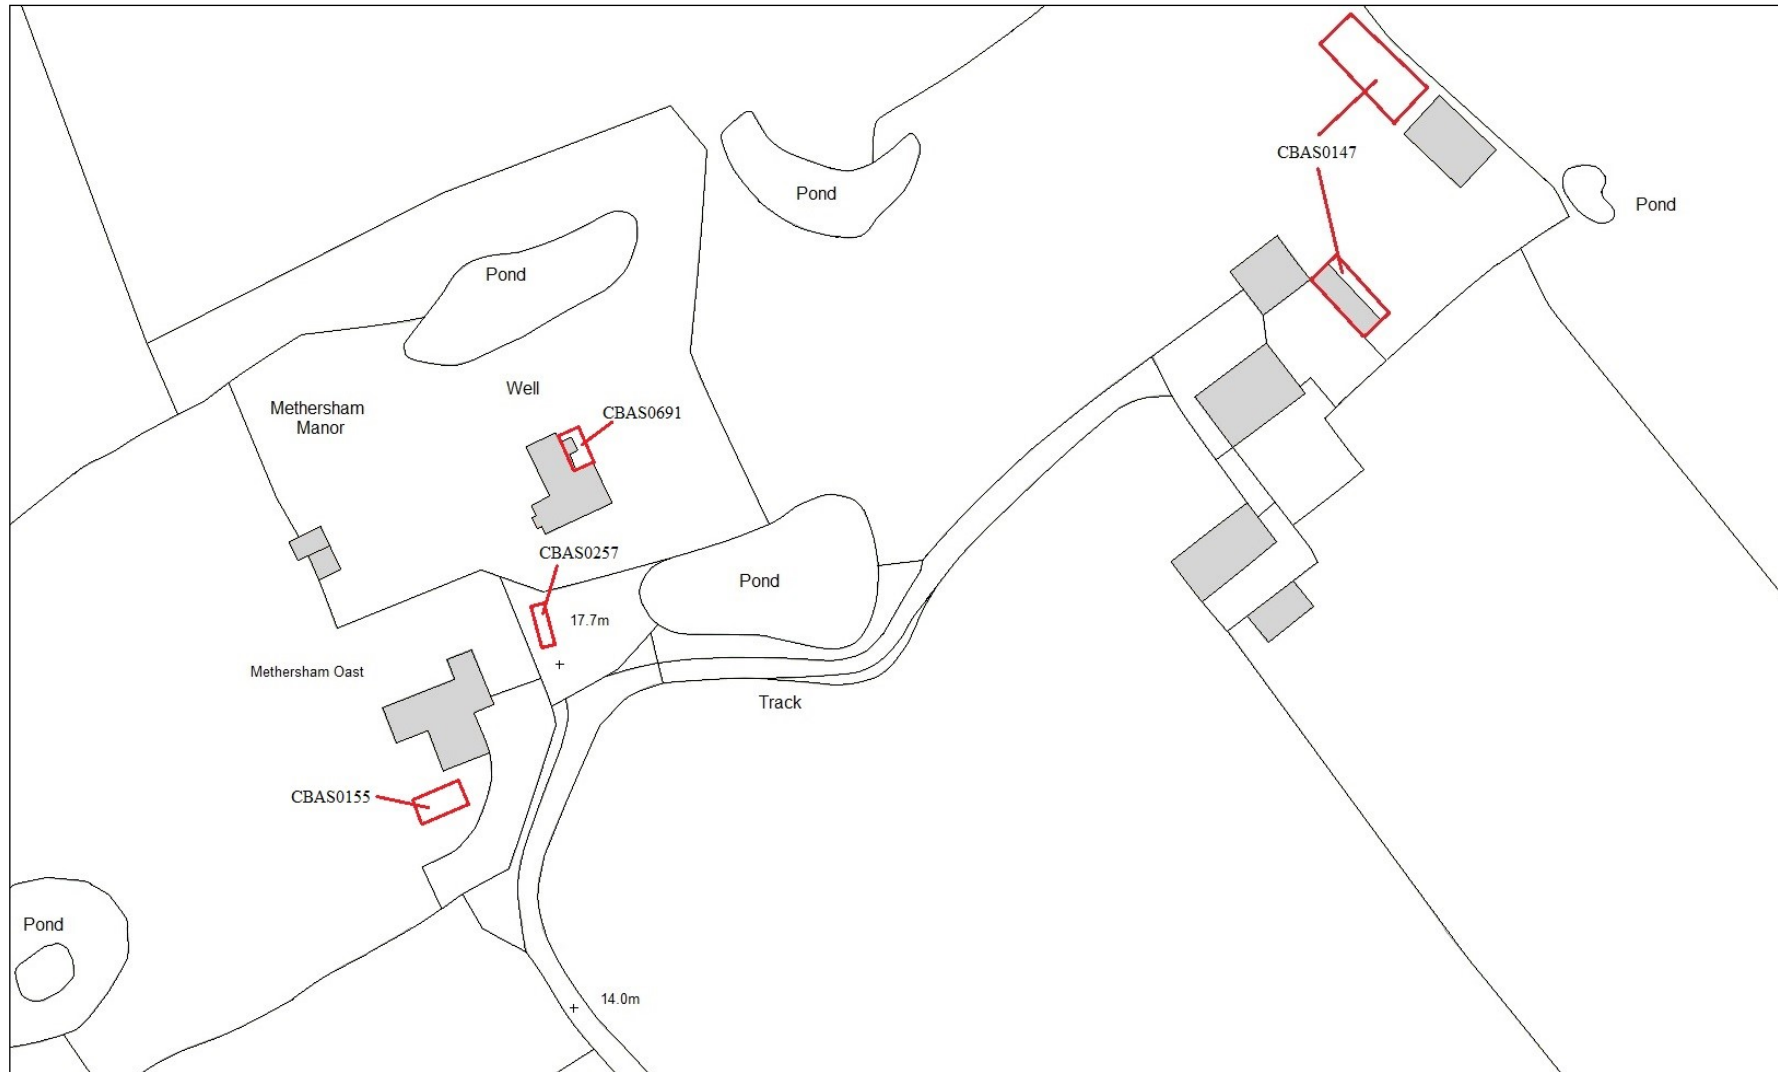 CBAS0147
Pond
Pond
Pond
Well
Methersham
Manor
CBAS0691
CBAS0257
Pond
17.7m
Methersham Oast
Track
CBAS0155
Pond
14.0m